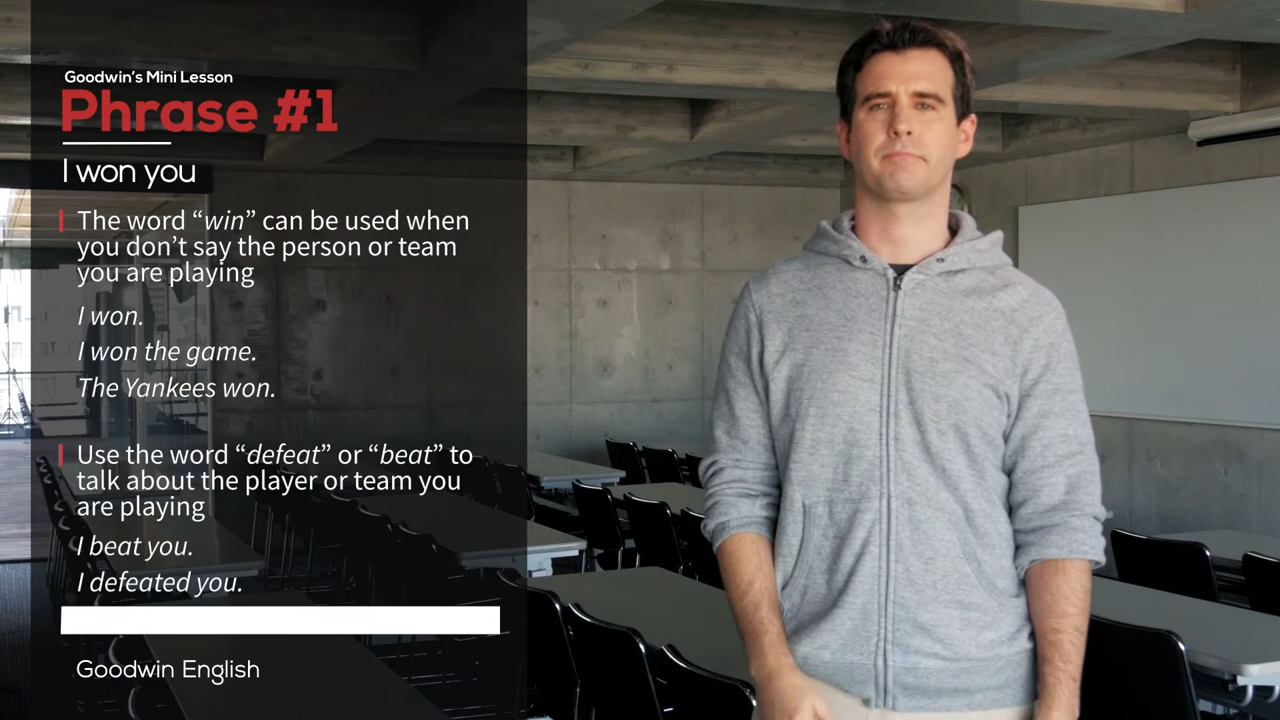 Goodwin's Mini Lesson
Phrase #1
I won you
The word “win” can be used when
you don't say the person or team
you are playing
I won.
I won the game.
The Yankees won.
Use the word “defeat” or “beat” to
talk about the player or team you
are playing
I beat you.
I defeated you.
Goodwin English